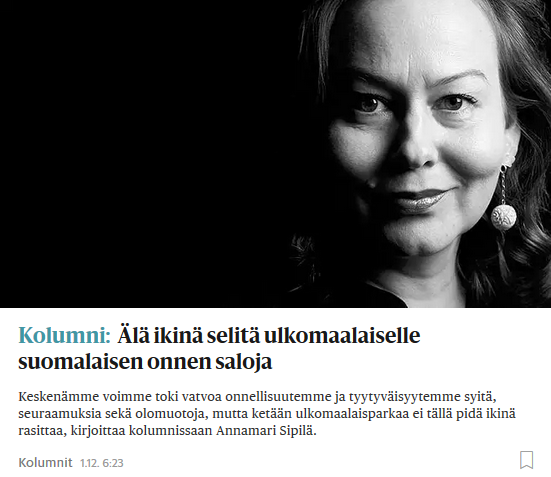 Kolumni: Älä ikinä selitä ulkomaalaiselle
suomalaisen onnen saloja
Keskenämme voimme toki vatvoa onnellisuutemme ja tyytyväisyytemme syitä,
seuraamuksia sekä olomuotoja, mutta ketään ulkomaalaisparkaa ei tällä pidä ikinä
rasittaa, kirjoittaa kolumnissaan Annamari Sipilä.
Kolumnit 1.12. 6:23